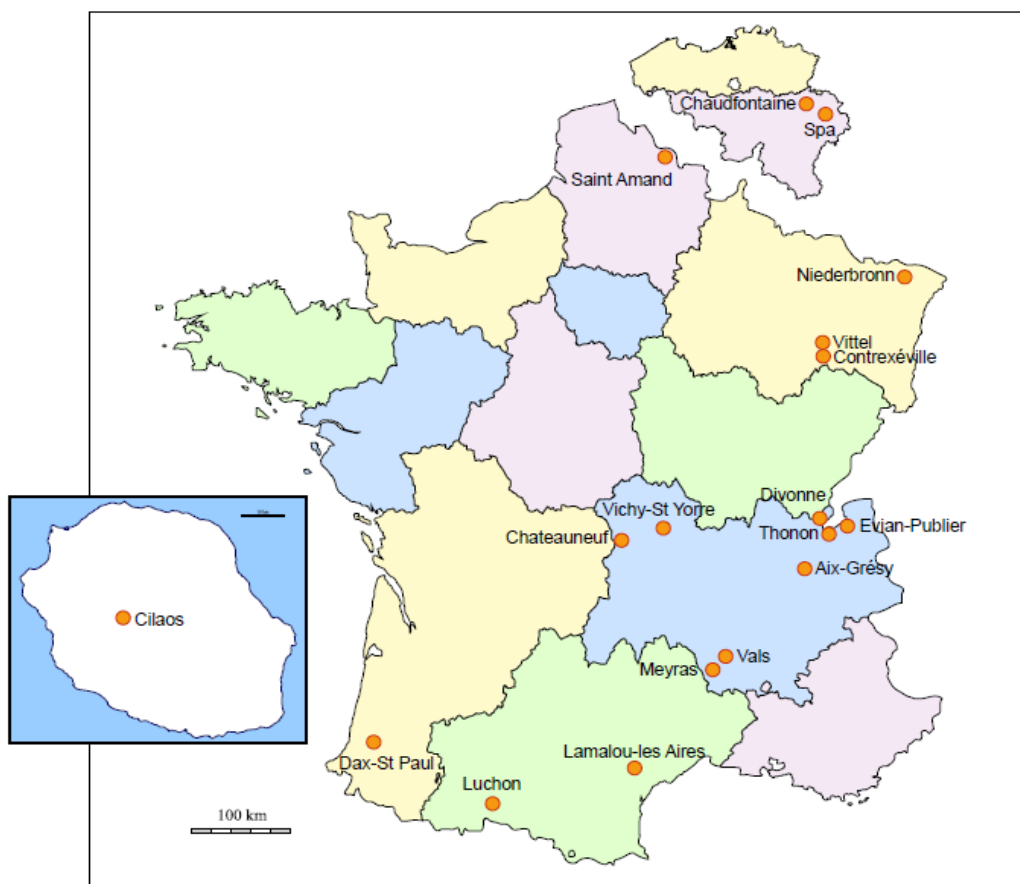 Chaudfontaine
Spa
Saint Amand
Niederbronn
Vittel
Contrexéville
Divonne
Vichy-St Yorre
Evian-Publier
Thonon
Chateauneuf
Aix-Grésy
Cilaos
Vals
Meyras
Dax-St Paul
Lamalou-les Aires
Luchon
100 km